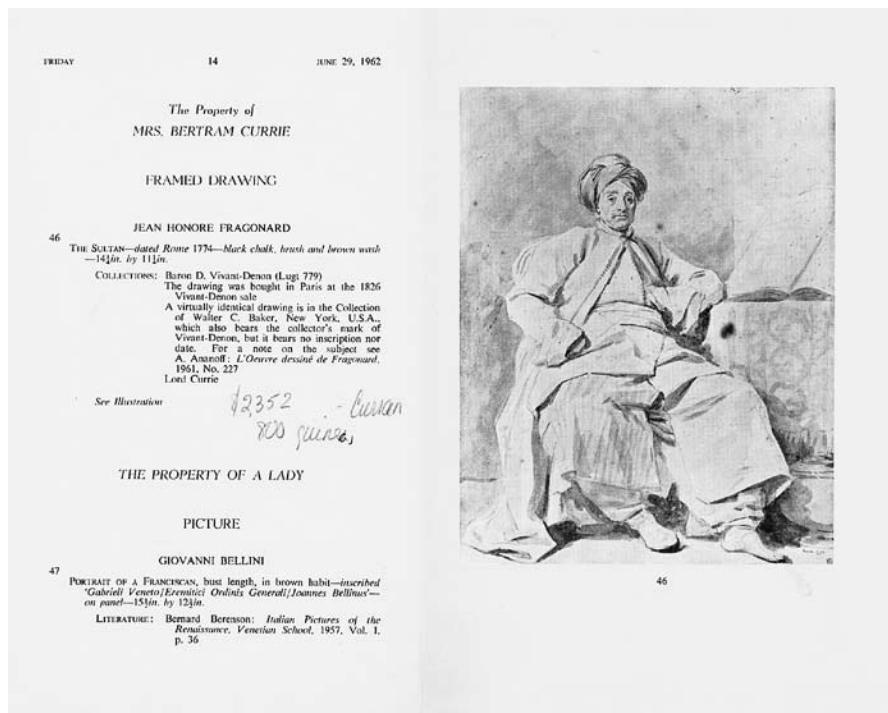 FRIDAY 14 JUNE 29, 1962
The Property of
MRS. BERTRAM CURRIE
FRAMED DRAWING
JEAN HONORE FRAGONARD
46
THE SULTAN—dated Rome 1774—black chalk, brush and brown wash
—14¼in. by 11¼in.
COLLECTIONS: Baron D. Vivant-Denon (Lugt 779)
The drawing was bought in Paris at the 1826
Vivant-Denon sale
A virtually identical drawing is in the Collection
of Walter C. Baker, New York, U.S.A.,
which also bears the collector's mark of
Vivant-Denon, but it bears no inscription nor
date. For a note on the subject see
A. Ananoff: L'Oeuvre dessiné de Fragonard,
1961, No. 227
Lord Currie
See Illustration
$2,352 -
800 guineas
THE PROPERTY OF A LADY
PICTURE
GIOVANNI BELLINI
47
PORTRAIT OF A FRANCISCAN, bust length, in brown habit—inscribed
'Gabrieli Veneto/Eremitici Ordinis Generali/Joannes Bellinus'—
on panel—
LITERATURE: Bernard Berenson: Italian Pictures of the
Renaissance, Venetian School, 1957, Vol. 1,
p. 36
46